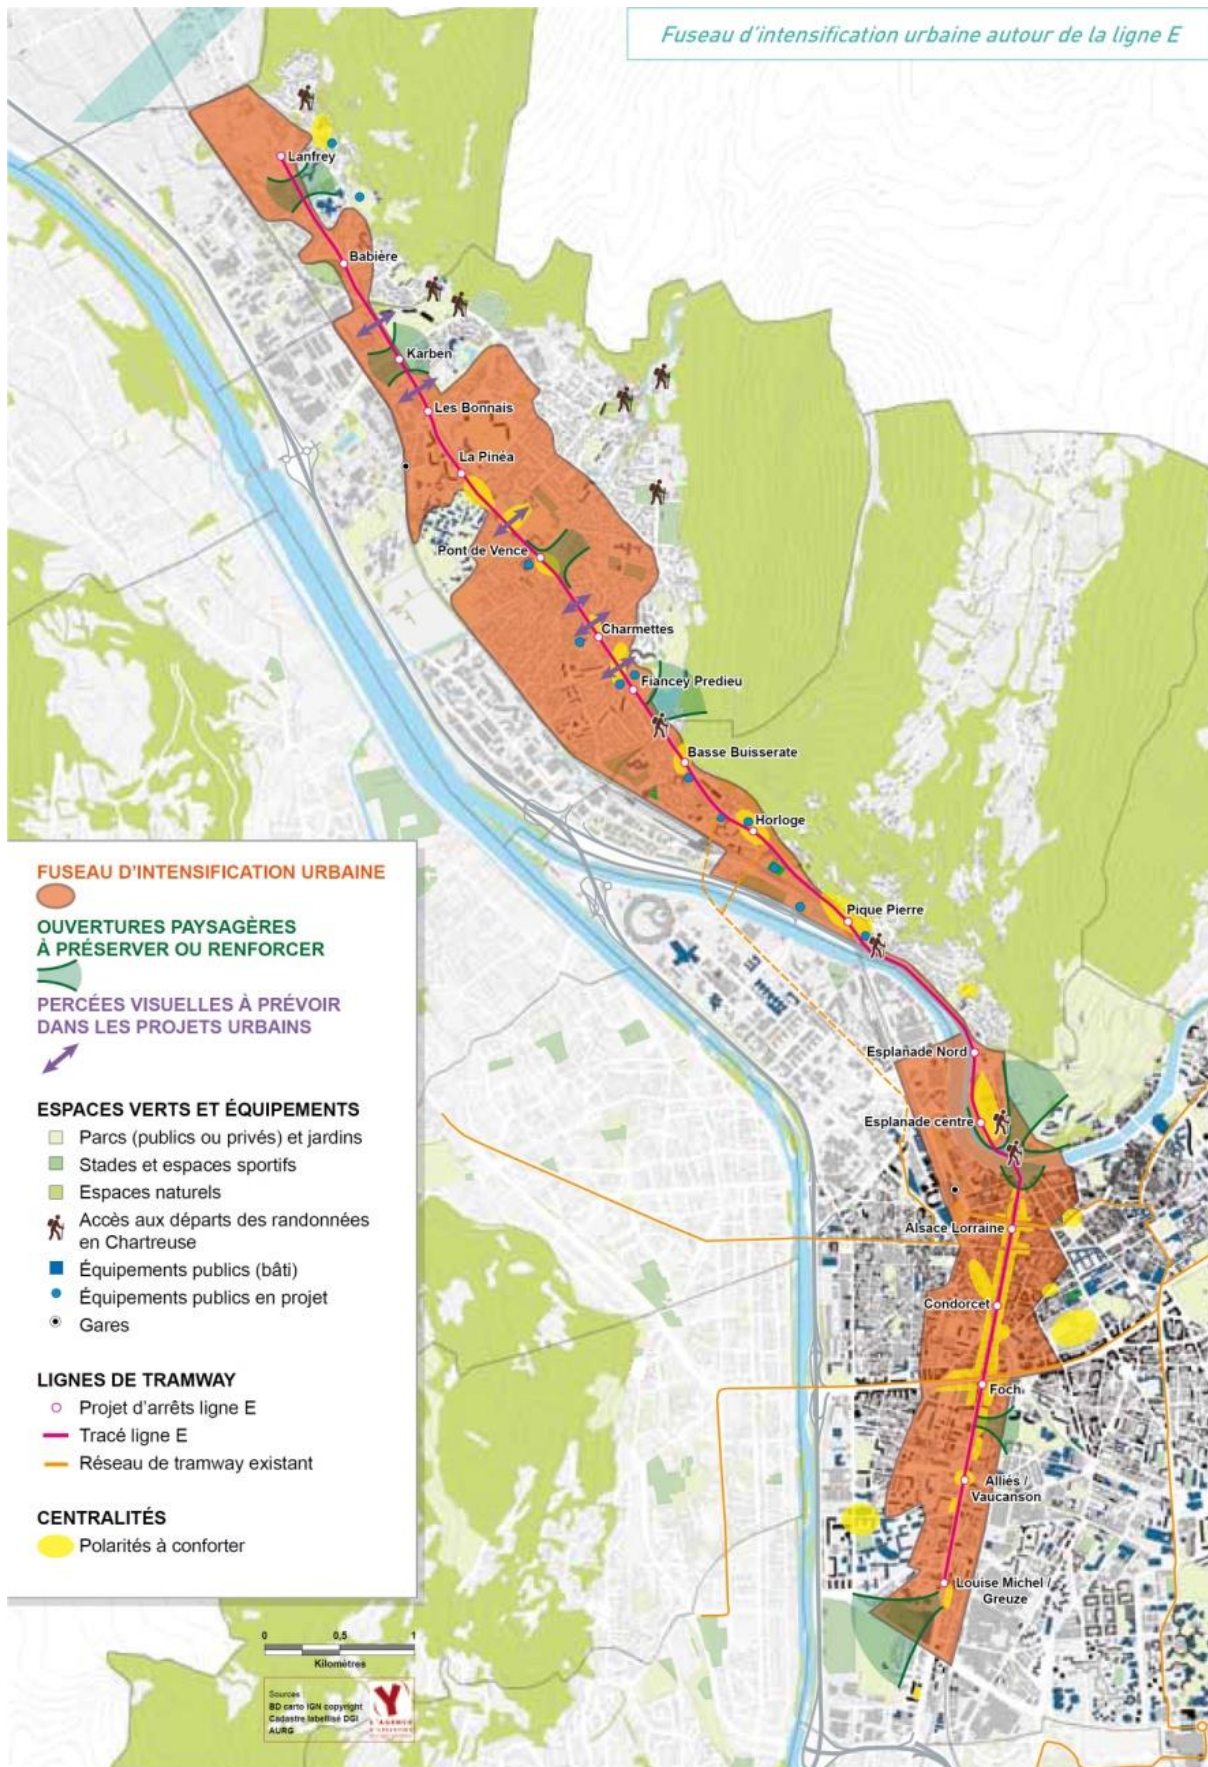 Fuseau d'intensification urbaine autour de la ligne E
Lanfrey
Babière
Karben
Les Bonnais
La Pinéa
Pont de Vence
Charmettes
Fiancey Predieu
Basse Buisserate
Horloge
Pique Pierre
Esplanade Nord
Esplanade centre
Alsace Lorraine
Condorcet
Foch
Alliés /
Vaucanson
Louise Michel /
Greuze
FUSEAU D'INTENSIFICATION URBAINE
OUVERTURES PAYSAGÈRES
À PRÉSERVER OU RENFORCER
PERCÉES VISUELLES À PRÉVOIR
DANS LES PROJETS URBAINS
ESPACES VERTS ET ÉQUIPEMENTS
Parcs (publics ou privés) et jardins
Stades et espaces sportifs
Espaces naturels
Accès aux départs des randonnées
en Chartreuse
Équipements publics (bâti)
Équipements publics en projet
Gares
LIGNES DE TRAMWAY
Projet d'arrêts ligne E
Tracé ligne E
Réseau de tramway existant
CENTRALITÉS
Polarités à conforter
0 0,5 1
Kilomètres
Sources
BD carto IGN copyright
Cadastre labellisé DGI
AURG
L'AGENCE